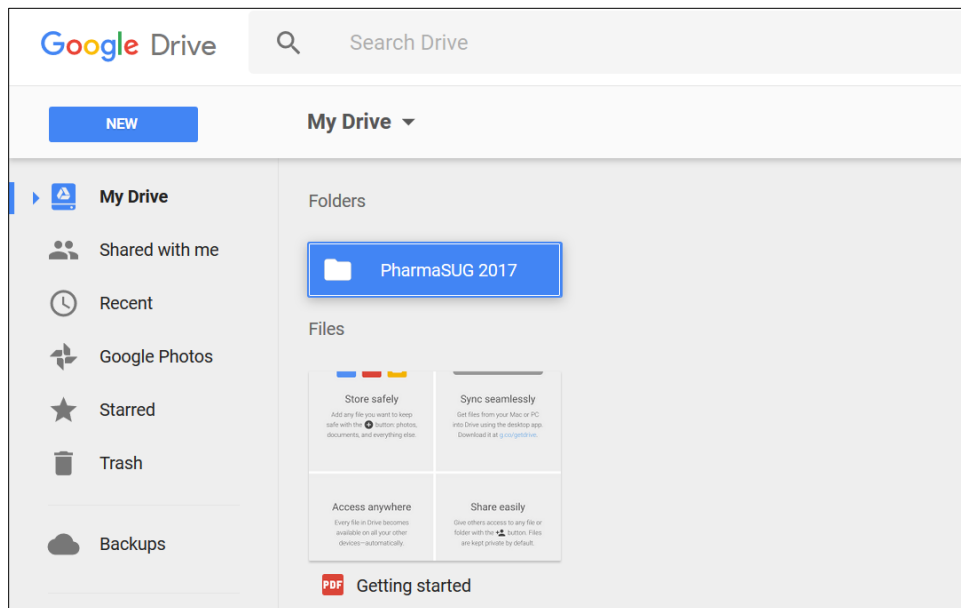 Google Drive
Search Drive
NEW
My Drive
My Drive
Shared with me
Recent
Google Photos
Starred
Trash
Backups
Folders
PharmaSUG 2017
Files
Store safely
Add any file you want to keep
safe with the button: photos,
documents, and everything else.
Sync seamlessly
Get files from your Mac or PC
into Drive using the desktop app.
Download it at g.co/getdrive.
Access anywhere
Every file in Drive becomes
available on all your other
devices—automatically.
Share easily
Give others access to any file or
folder with the button. Files
are kept private by default.
PDF Getting started